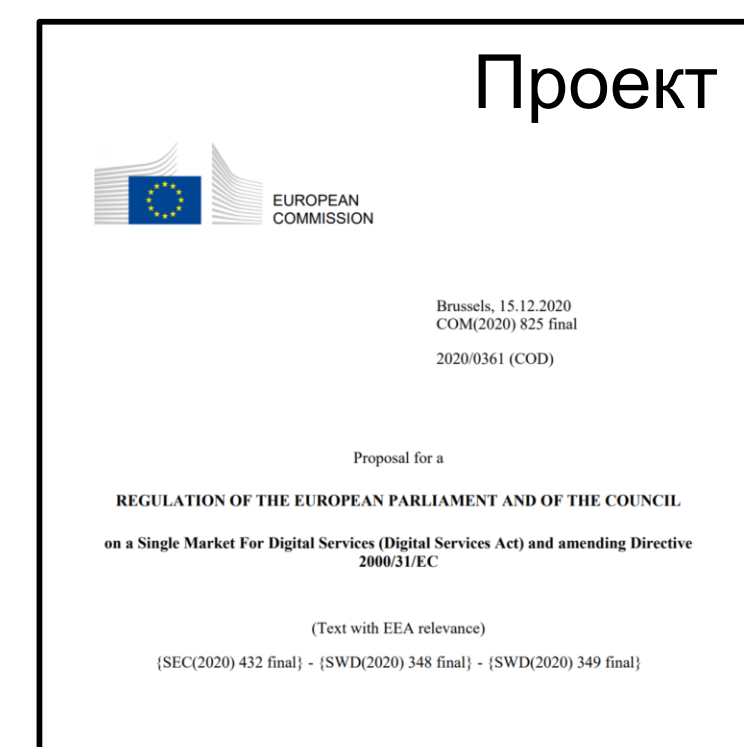 Проект
EUROPEAN
COMMISSION
Brussels, 15.12.2020
COM(2020) 825 final
2020/0361 (COD)
Proposal for a
REGULATION OF THE EUROPEAN PARLIAMENT AND OF THE COUNCIL
on a Single Market For Digital Services (Digital Services Act) and amending Directive
2000/31/EC
(Text with EEA relevance)
{SEC(2020) 432 final} - {SWD(2020) 348 final} - {SWD(2020) 349 final}